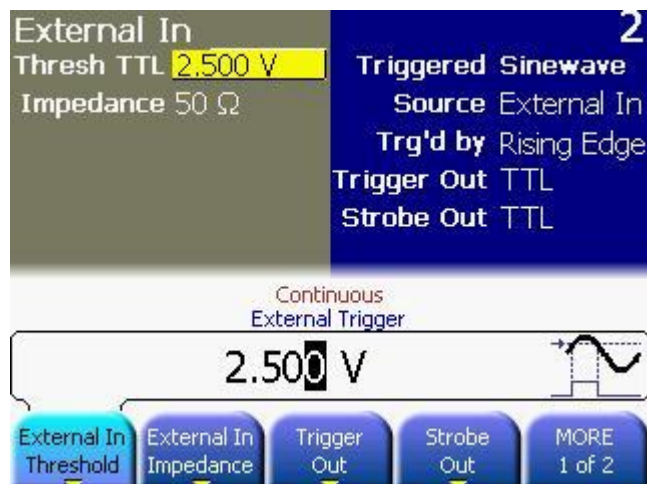 External In
Thresh TTL 2.500 V
Impedance 50 Ω
2
Triggered Sinewave
Source External In
Trg'd by Rising Edge
Trigger Out TTL
Strobe Out TTL
Continuous
External Trigger
2.500 V
External In Threshold
External In Impedance
Trigger Out
Strobe Out
MORE 1 of 2